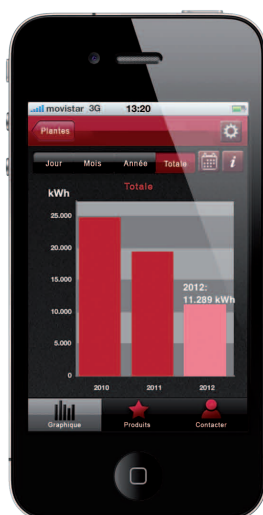 movistar 3G 13:20
Plantes
Jour Mois Année Totale i
Totale
kWh
25.000
20.000
15.000
10.000
5.000
0
2012:
11.289 kWh
2010 2011 2012
Graphique Produits Contacter